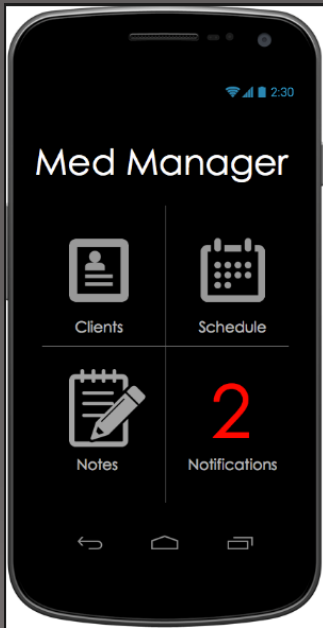 2:30
Med Manager
Clients
Schedule
Notes
2
Notifications